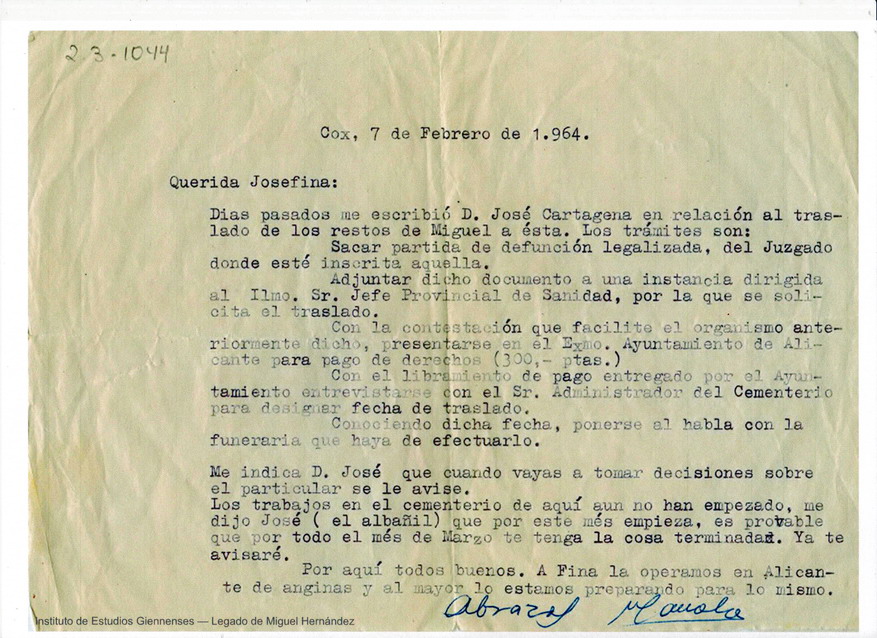 23-1044
Cox, 7 de Febrero de 1.964.
Querida Josefina:
Dias pasados me escribió D. José Cartagena en relación al tras-
lado de los restos de Miguel a ésta. Los trámites son:
Sacar partida de defunción legalizada, del Juzgado
donde esté inscrita aquella.
Adjuntar dicho documento a una instancia dirigida
al Ilmo. Sr. Jefe Provincial de Sanidad, por la que se soli-
cita el traslado.
Con la contestación que facilite el organismo ante-
riormente dicho, presentarse en el Exmo. Ayuntamiento de Ali-
cante para pago de derechos (300,- ptas.)
Con el libramiento de pago entregado por el Ayun-
tamiento entrevistarse con el Sr. Administrador del Cementerio
para designar fecha de traslado.
Conociendo dicha fecha, ponerse al habla con la
funeraria que haya de efectuarlo.
Me indica D. José que cuando vayas a tomar decisiones sobre
el particular se le avise.
Los trabajos en el cementerio de aquí aun no han empezado, me
dijo José ( el albañil) que por este més empieza, es probable
que por todo el més de Marzo te tenga la cosa terminada. Ya te
avisaré.
Por aquí todos buenos. A Fina la operamos en Alican-
te de anginas y al mayor lo estamos preparando para lo mismo.
Abrazos Manola
Instituto de Estudios Giennenses — Legado de Miguel Hernández